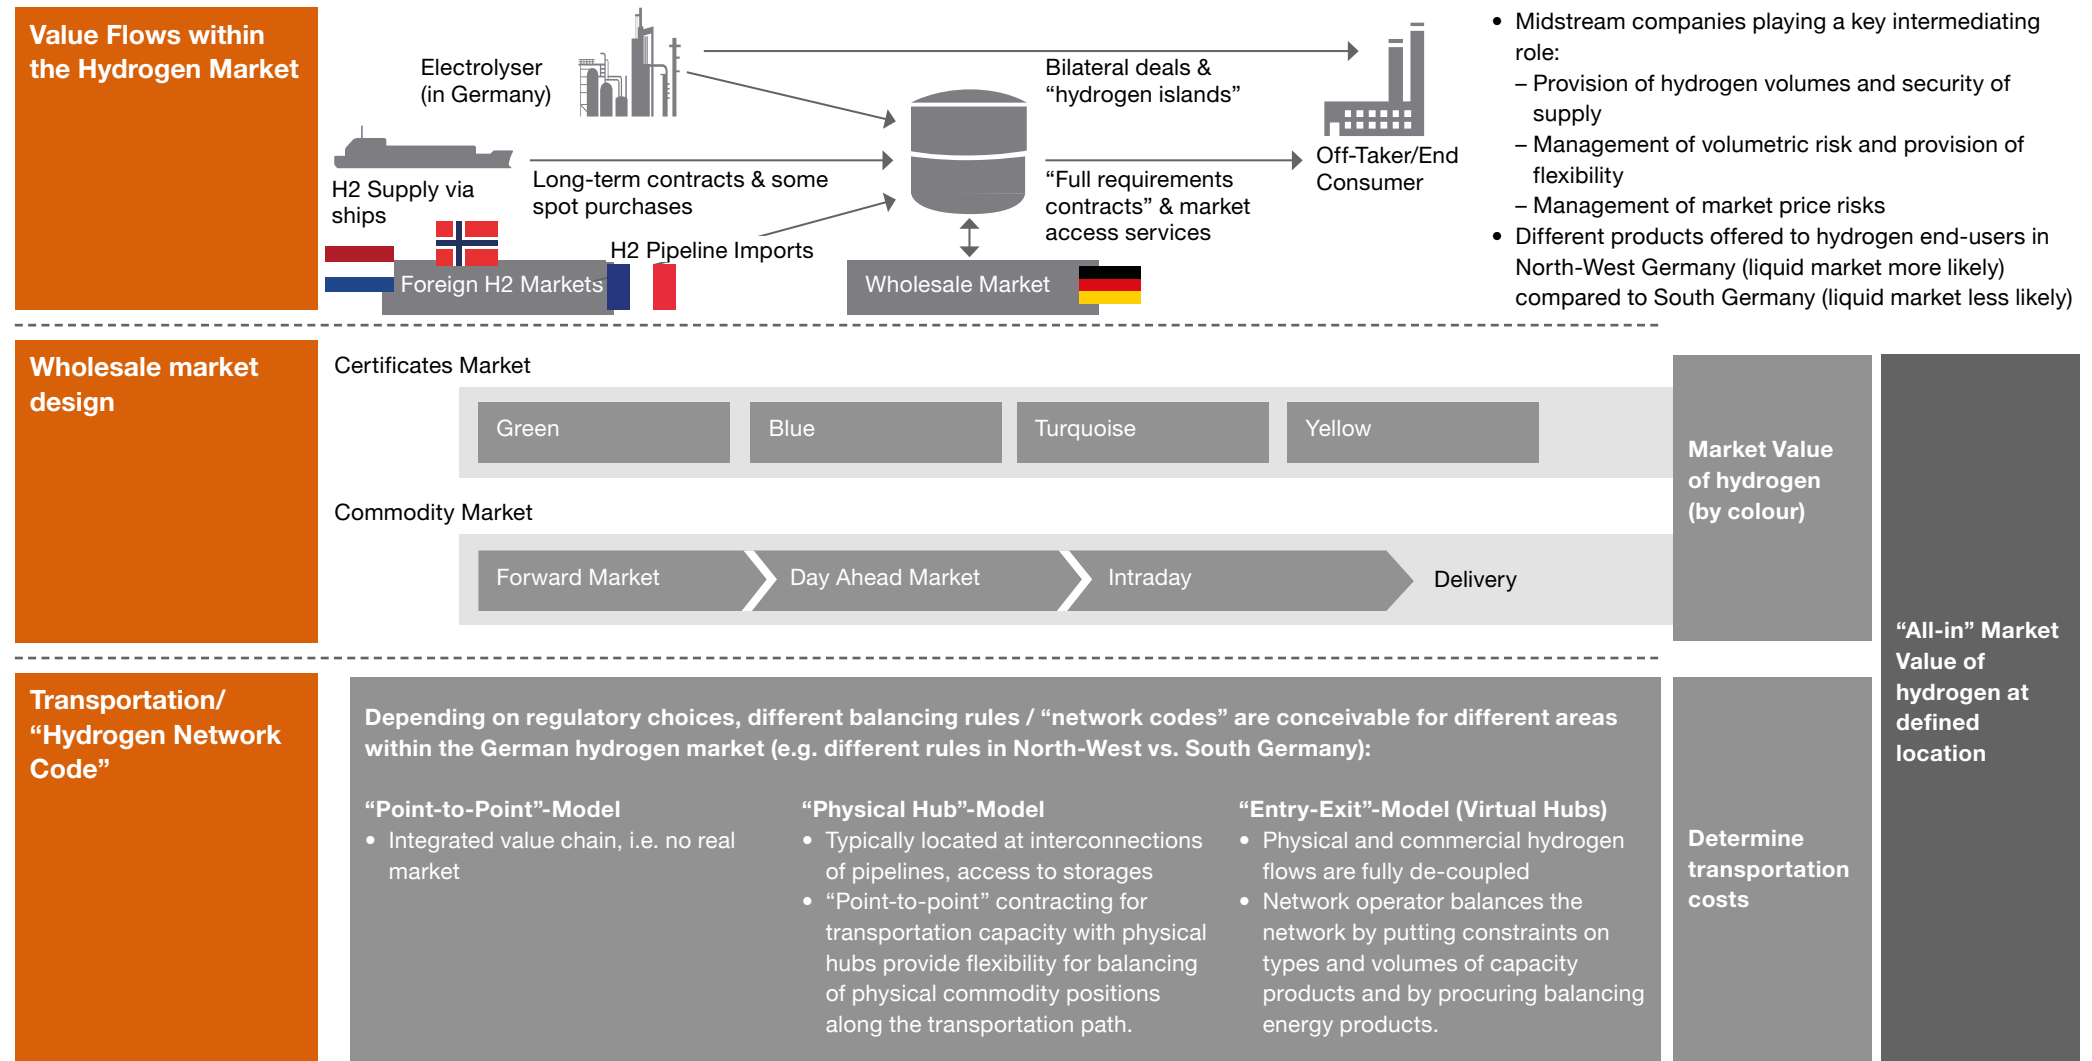 Value Flows within
the Hydrogen Market
Electrolyser
(in Germany)
Bilateral deals &
“hydrogen islands”
H2 Supply via
ships
Long-term contracts & some
spot purchases
“Full requirements
contracts” & market
access services
Off-Taker/End
Consumer
H2 Pipeline Imports
Foreign H2 Markets
Wholesale Market
• Midstream companies playing a key intermediating
role:
– Provision of hydrogen volumes and security of
supply
– Management of volumetric risk and provision of
flexibility
– Management of market price risks
• Different products offered to hydrogen end-users in
North-West Germany (liquid market more likely)
compared to South Germany (liquid market less likely)
Wholesale market
design
Certificates Market
Green
Blue
Turquoise
Yellow
Commodity Market
Forward Market
Day Ahead Market
Intraday
Delivery
Market Value
of hydrogen
(by colour)
“All-in” Market
Value of
hydrogen at
defined
location
Transportation/
“Hydrogen Network
Code”
Depending on regulatory choices, different balancing rules / “network codes” are conceivable for different areas
within the German hydrogen market (e.g. different rules in North-West vs. South Germany):
“Point-to-Point”-Model
• Integrated value chain, i.e. no real
market
“Physical Hub”-Model
• Typically located at interconnections
of pipelines, access to storages
• “Point-to-point” contracting for
transportation capacity with physical
hubs provide flexibility for balancing
of physical commodity positions
along the transportation path.
“Entry-Exit”-Model (Virtual Hubs)
• Physical and commercial hydrogen
flows are fully de-coupled
• Network operator balances the
network by putting constraints on
types and volumes of capacity
products and by procuring balancing
energy products.
Determine
transportation
costs